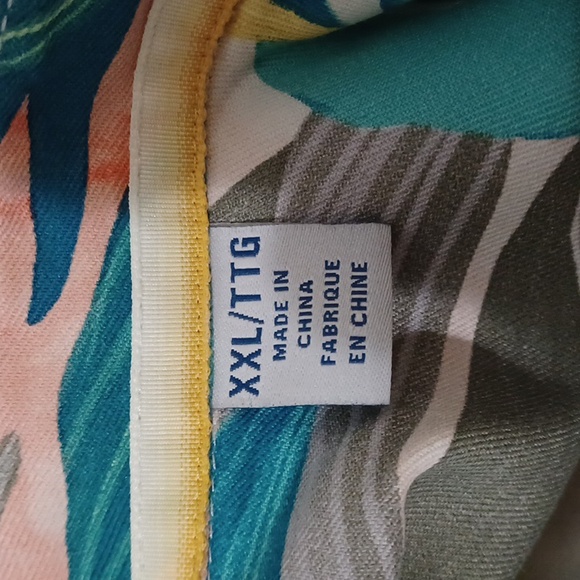 XXL/TTG
MADE IN
CHINA
FABRIQUE
EN CHINE